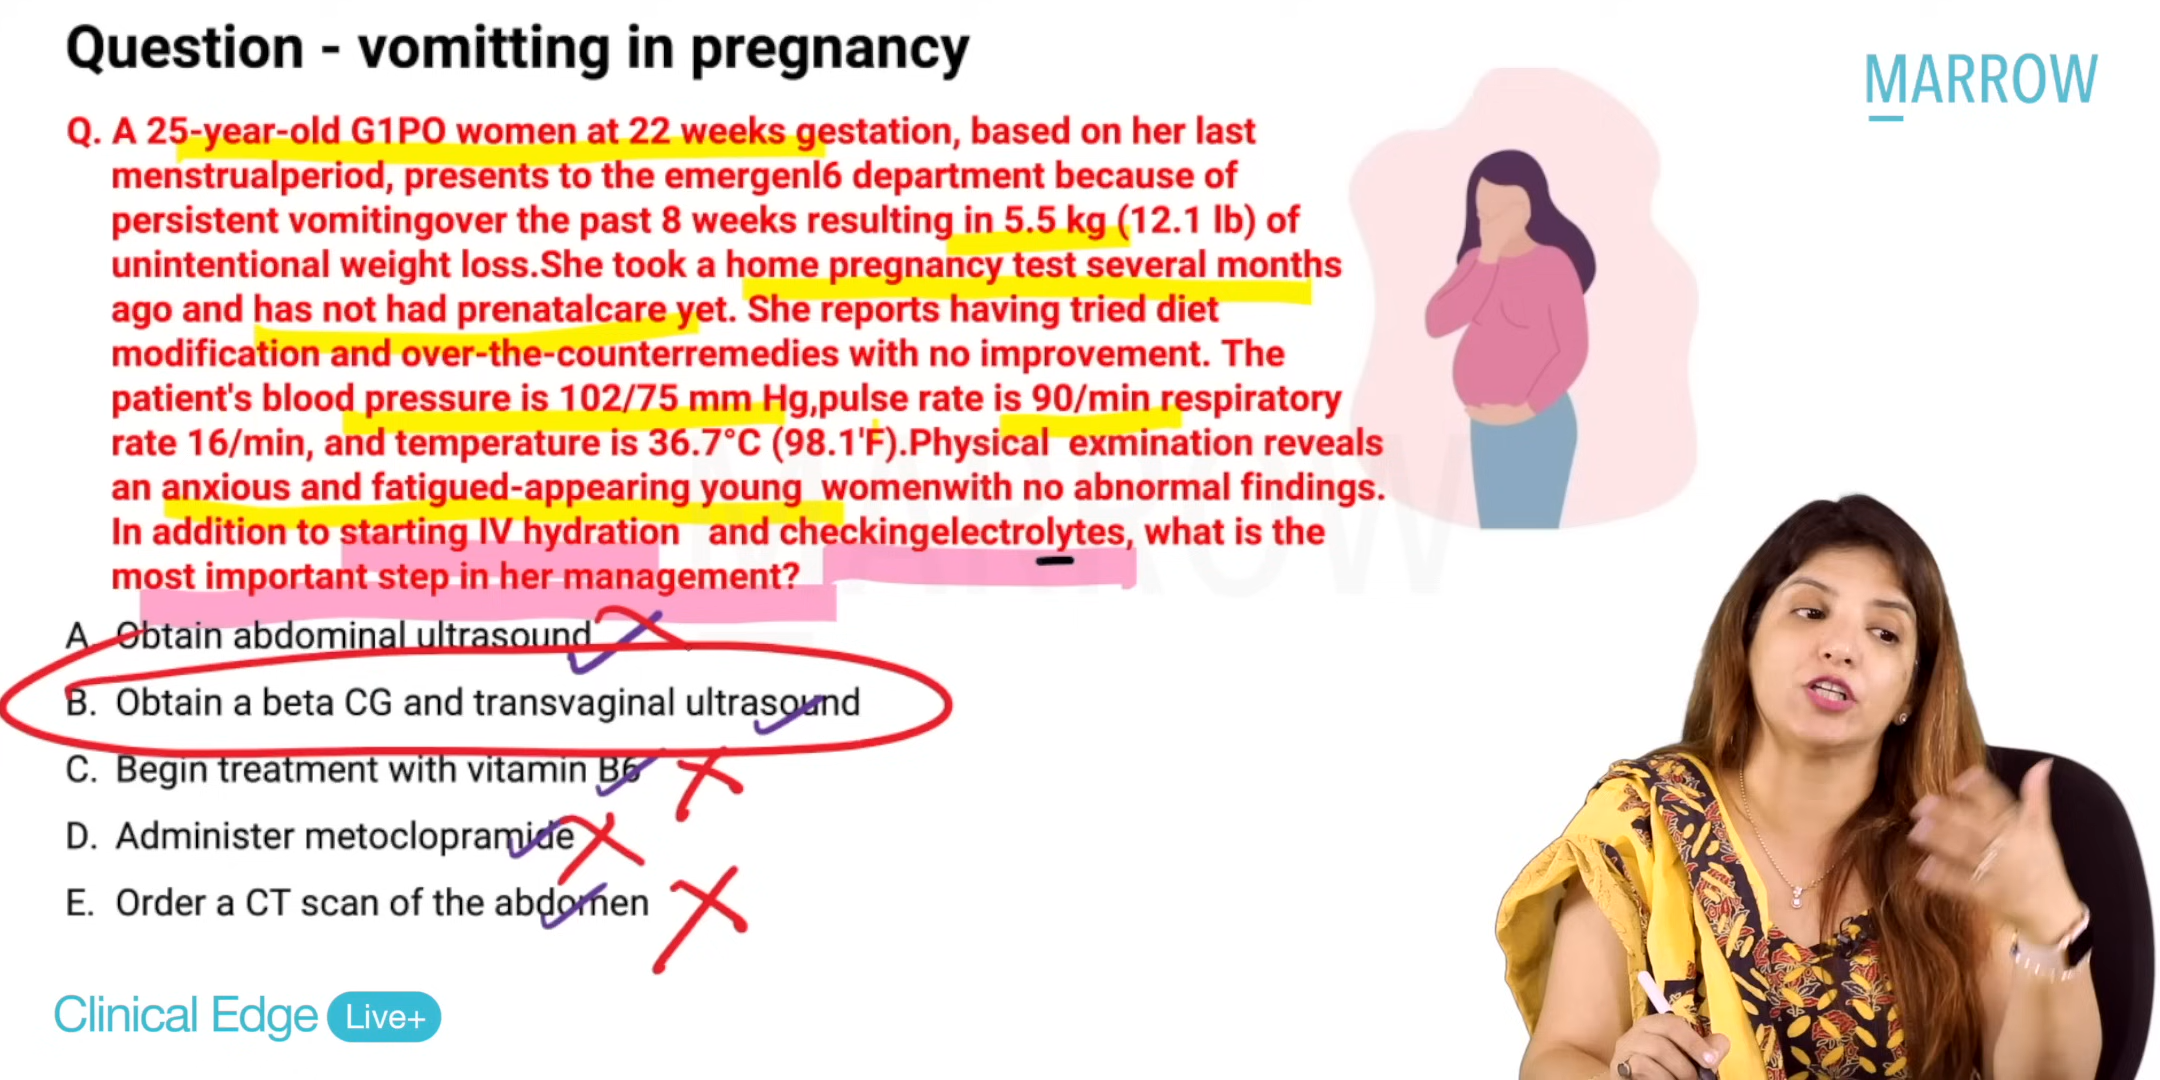 Question - vomitting in pregnancy
MARROW
Q. A 25-year-old G1PO women at 22 weeks gestation, based on her last
menstrualperiod, presents to the emergenl6 department because of
persistent vomitingover the past 8 weeks resulting in 5.5 kg (12.1 lb) of
unintentional weight loss.She took a home pregnancy test several months
ago and has not had prenatalcare yet. She reports having tried diet
modification and over-the-counterremedies with no improvement. The
patient's blood pressure is 102/75 mm Hg,pulse rate is 90/min respiratory
rate 16/min, and temperature is 36.7°C (98.1'F).Physical exmination reveals
an anxious and fatigued-appearing young womenwith no abnormal findings.
In addition to starting IV hydration and checkingelectrolytes, what is the
most important step in her management?
A. Obtain abdominal ultrasound
B. Obtain a beta CG and transvaginal ultrasound
C. Begin treatment with vitamin B6
D. Administer metoclopramide
E. Order a CT scan of the abdomen
Clinical Edge Live+
MARROW